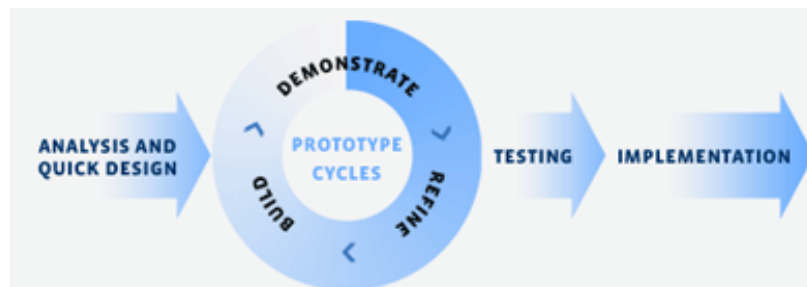 ANALYSIS AND
QUICK DESIGN
DEMONSTRATE
PROTOTYPE
CYCLES
REFINE
BUILD
TESTING
IMPLEMENTATION